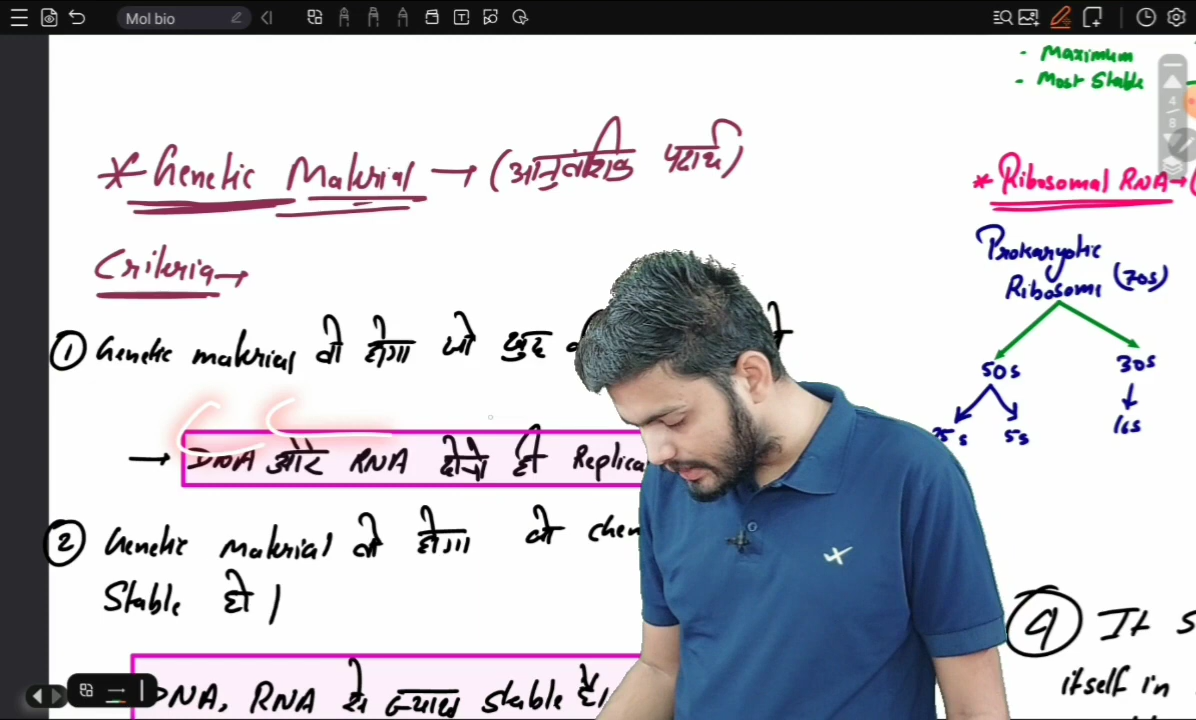 Mol bio
- Maximum
- Most Stable
4
8
* Genetic Material → (आनुवंशिक पदार्थ)
Criteria →
① Genetic material वो होगा जो खुद
→ DNA और RNA दोनों ही Replica
② Genetic material वो होगा जो chem
Stable हो।
DNA, RNA से ज्यादा stable है।
* Ribosomal RNA → (
Prokaryotic
Ribosome (70s)
50s 30s
5s 16s
④ It s
itself in